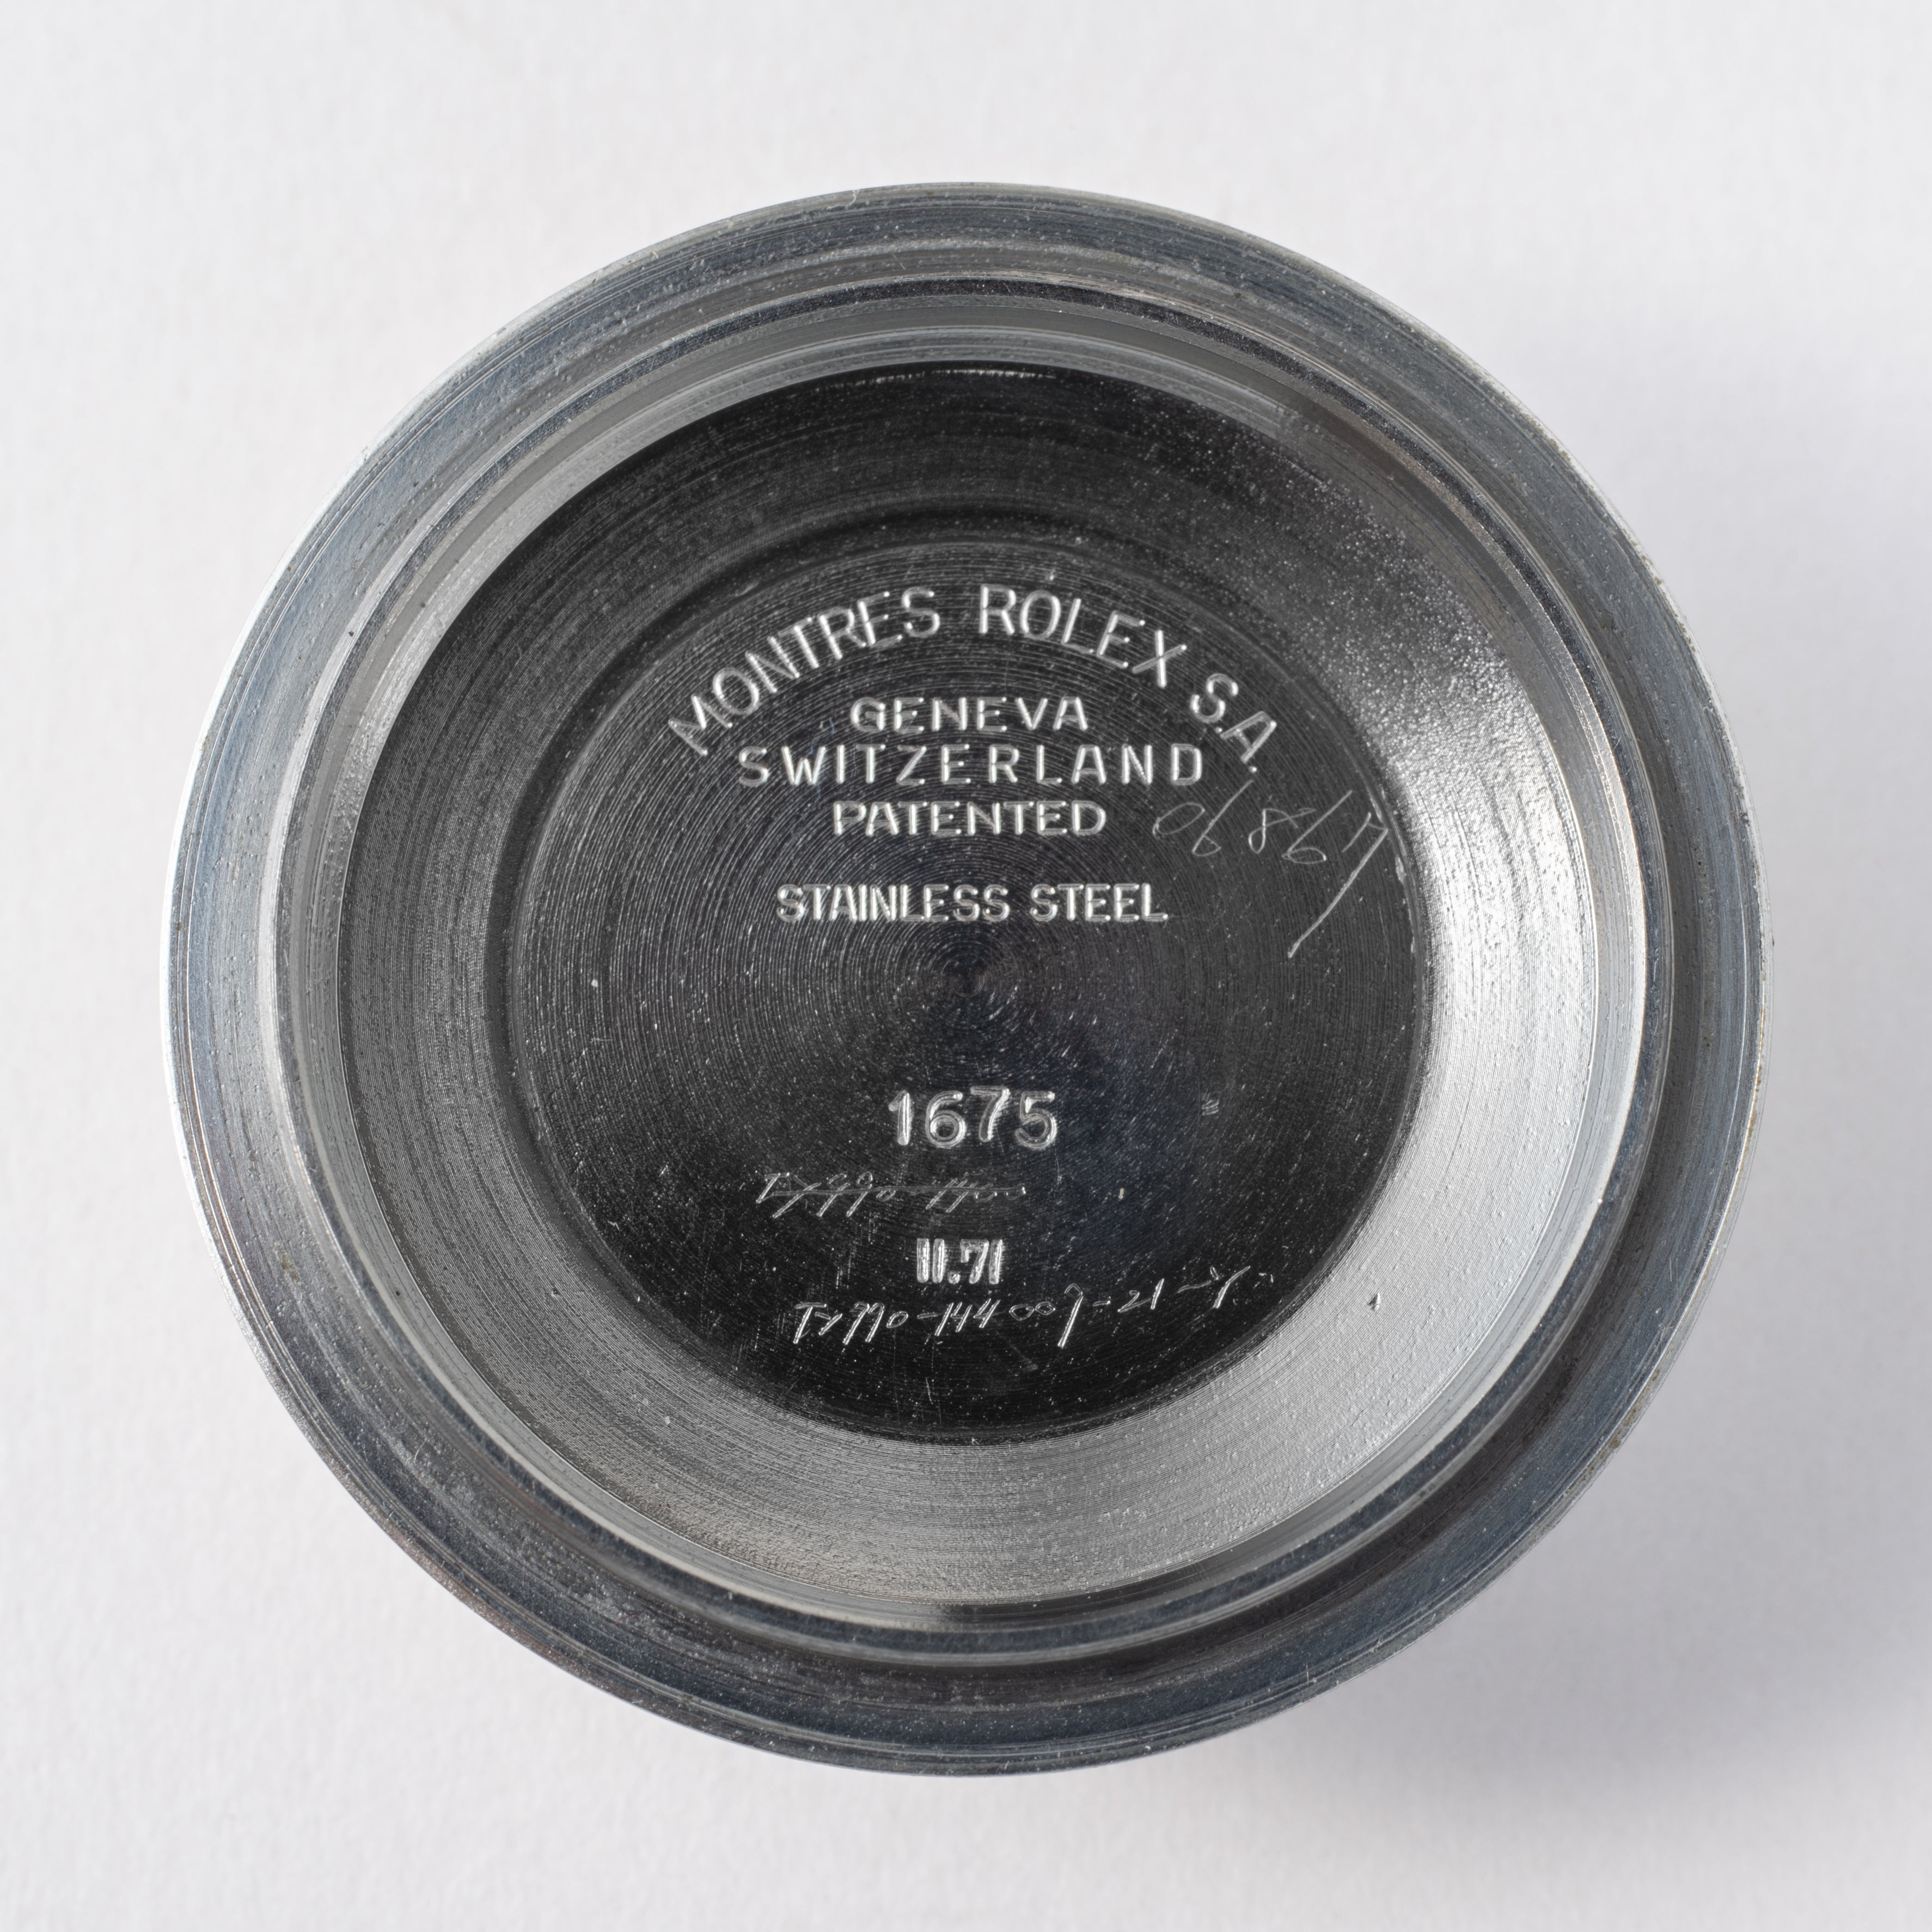 MONTRES ROLEX S.A.
GENEVA
SWITZERLAND
PATENTED
STAINLESS STEEL
1675
II.71